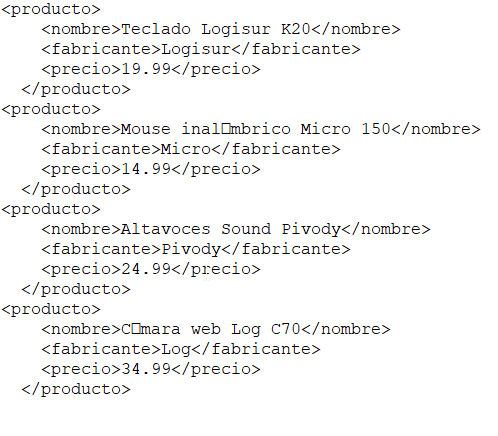 <producto>
<nombre>Teclado Logisur K20</nombre>
<fabricante>Logisur</fabricante>
<precio>19.99</precio>
</producto>
<producto>
<nombre>Mouse inal□mbrico Micro 150</nombre>
<fabricante>Micro</fabricante>
<precio>14.99</precio>
</producto>
<producto>
<nombre>Altavoces Sound Pivody</nombre>
<fabricante>Pivody</fabricante>
<precio>24.99</precio>
</producto>
<producto>
<nombre>C□mara web Log C70</nombre>
<fabricante>Log</fabricante>
<precio>34.99</precio>
</producto>